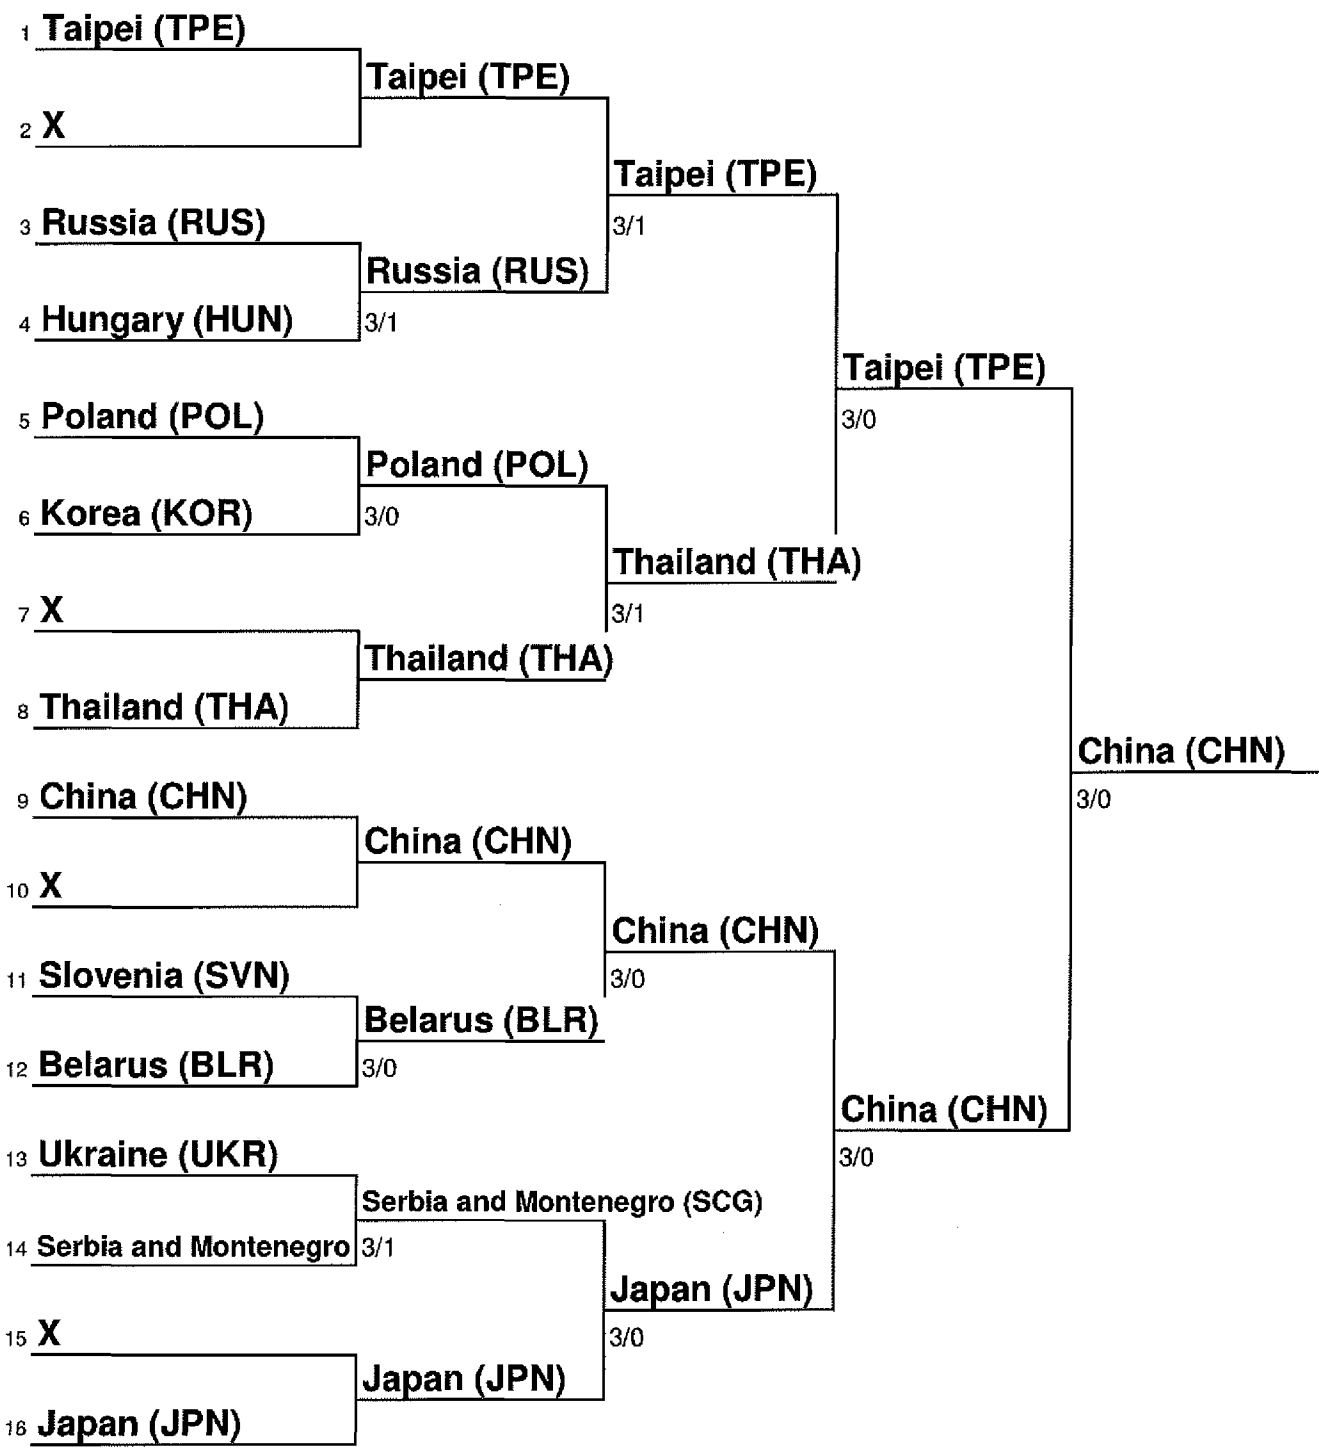 1 Taipei (TPE)
Taipei (TPE)
2 X
Taipei (TPE)
3/1
3 Russia (RUS)
Russia (RUS)
3/1
4 Hungary (HUN)
Taipei (TPE)
3/0
5 Poland (POL)
Poland (POL)
3/0
6 Korea (KOR)
Thailand (THA)
3/1
7 X
Thailand (THA)
8 Thailand (THA)
China (CHN)
3/0
9 China (CHN)
China (CHN)
10 X
China (CHN)
3/0
11 Slovenia (SVN)
Belarus (BLR)
3/0
12 Belarus (BLR)
China (CHN)
3/0
13 Ukraine (UKR)
Serbia and Montenegro (SCG)
3/1
14 Serbia and Montenegro
Japan (JPN)
3/0
15 X
Japan (JPN)
16 Japan (JPN)